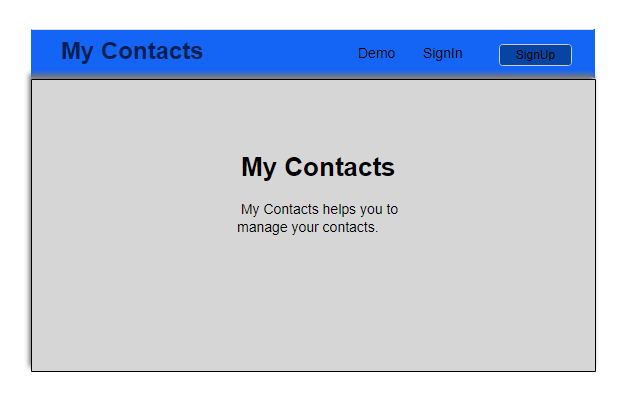 My Contacts
Demo
SignIn
SignUp
My Contacts
My Contacts helps you to
manage your contacts.